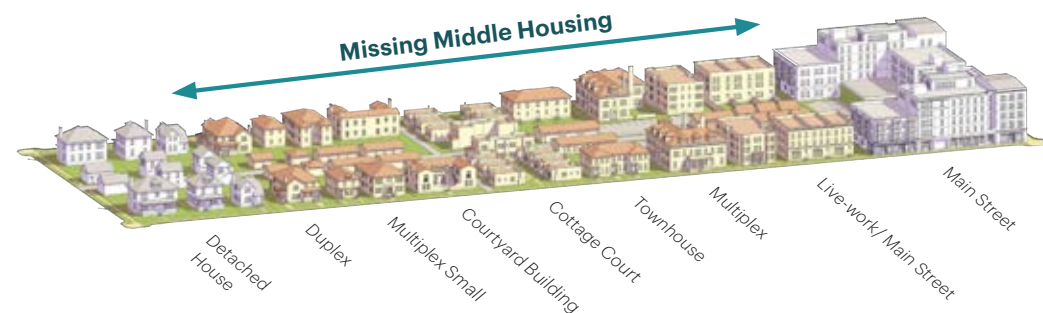 Missing Middle Housing
Detached
House
Duplex
Multiplex Small
Courtyard Building
Cottage Court
Townhouse
Multiplex
Live-work/ Main Street
Main Street